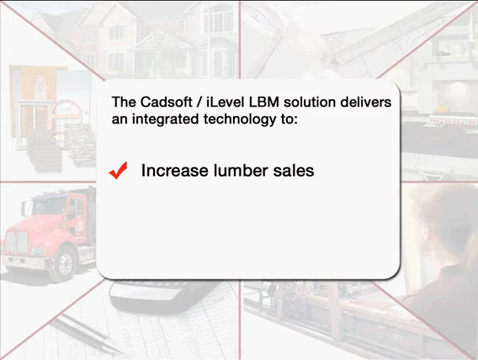 The Cadsoft / iLevel LBM solution delivers
an integrated technology to:
Increase lumber sales